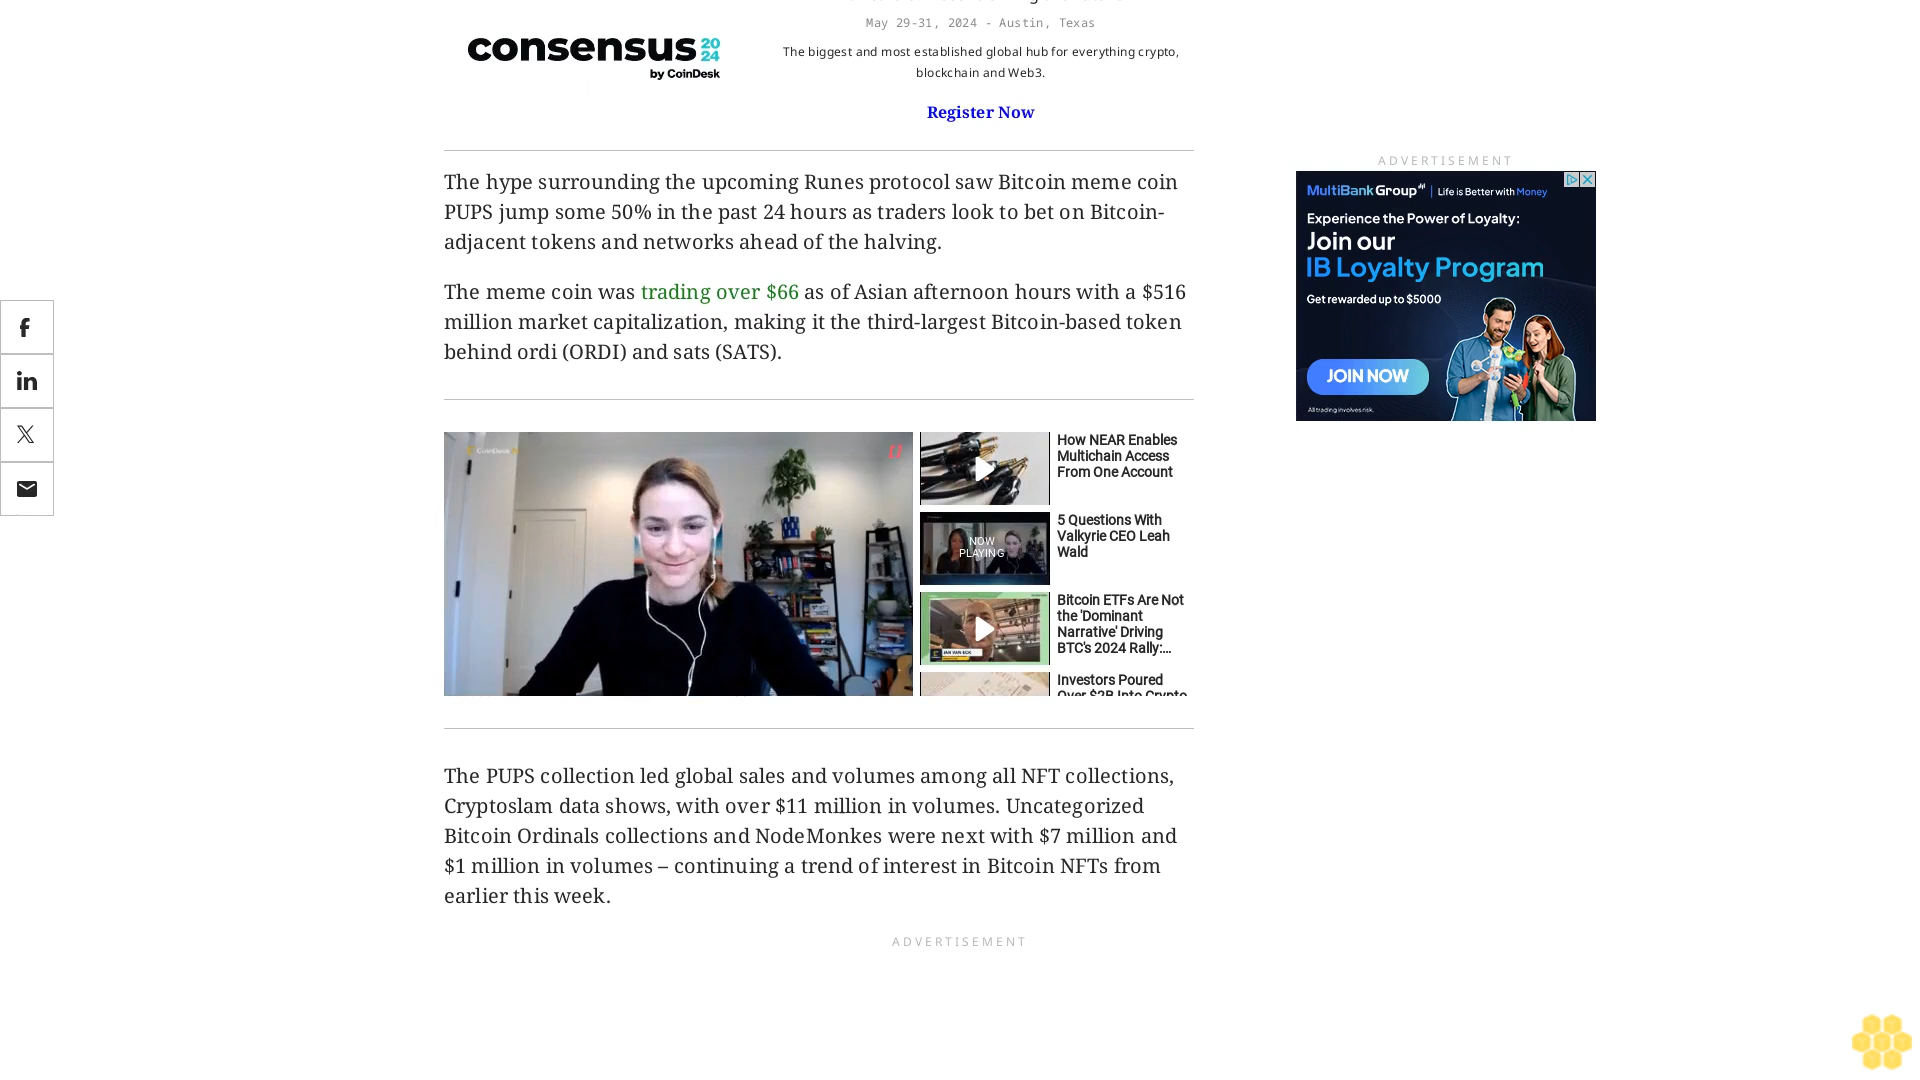 May 29-31, 2024 - Austin, Texas
consensus 2024
by CoinDesk
The biggest and most established global hub for everything crypto,
blockchain and Web3.
Register Now
The hype surrounding the upcoming Runes protocol saw Bitcoin meme coin
PUPS jump some 50% in the past 24 hours as traders look to bet on Bitcoin-
adjacent tokens and networks ahead of the halving.
The meme coin was trading over $66 as of Asian afternoon hours with a $516
million market capitalization, making it the third-largest Bitcoin-based token
behind ordi (ORDI) and sats (SATS).
CoinDesk
How NEAR Enables
Multichain Access
From One Account
NOW
PLAYING
5 Questions With
Valkyrie CEO Leah
Wald
JAN VAN ECK
Bitcoin ETFs Are Not
the 'Dominant
Narrative' Driving
BTC's 2024 Rally:...
Investors Poured
Over $2B Into Crypto
The PUPS collection led global sales and volumes among all NFT collections,
Cryptoslam data shows, with over $11 million in volumes. Uncategorized
Bitcoin Ordinals collections and NodeMonkes were next with $7 million and
$1 million in volumes – continuing a trend of interest in Bitcoin NFTs from
earlier this week.
ADVERTISEMENT
ADVERTISEMENT
MultiBank Group | Life is Better with Money
Experience the Power of Loyalty:
Join our
IB Loyalty Program
Get rewarded up to $5000
JOIN NOW
All trading involves risk.